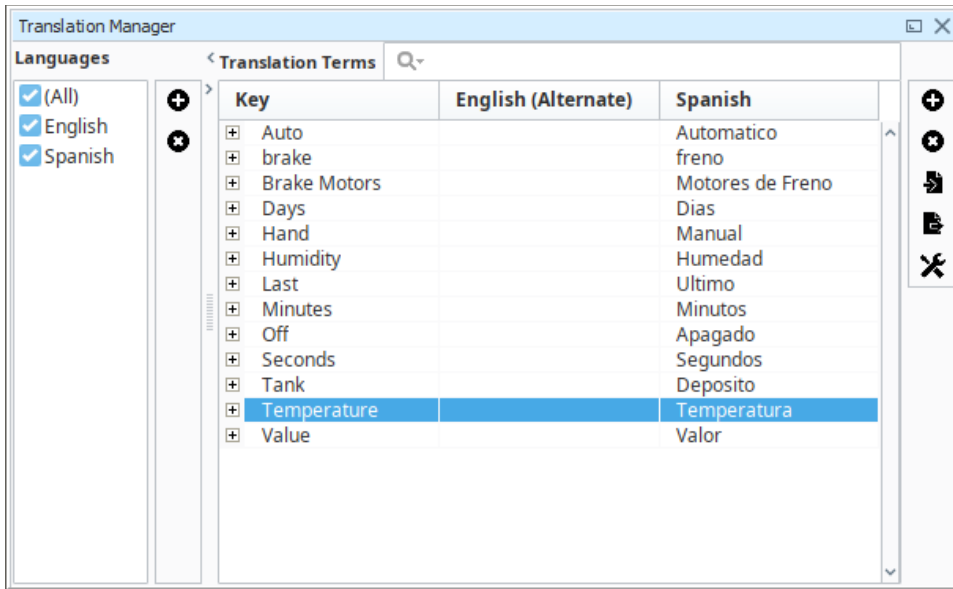 Translation Manager
Languages
Translation Terms
(All)
English
Spanish
Key English (Alternate) Spanish
Auto Automatico
brake freno
Brake Motors Motores de Freno
Days Dias
Hand Manual
Humidity Humedad
Last Ultimo
Minutes Minutos
Off Apagado
Seconds Segundos
Tank Deposito
Temperature Temperatura
Value Valor